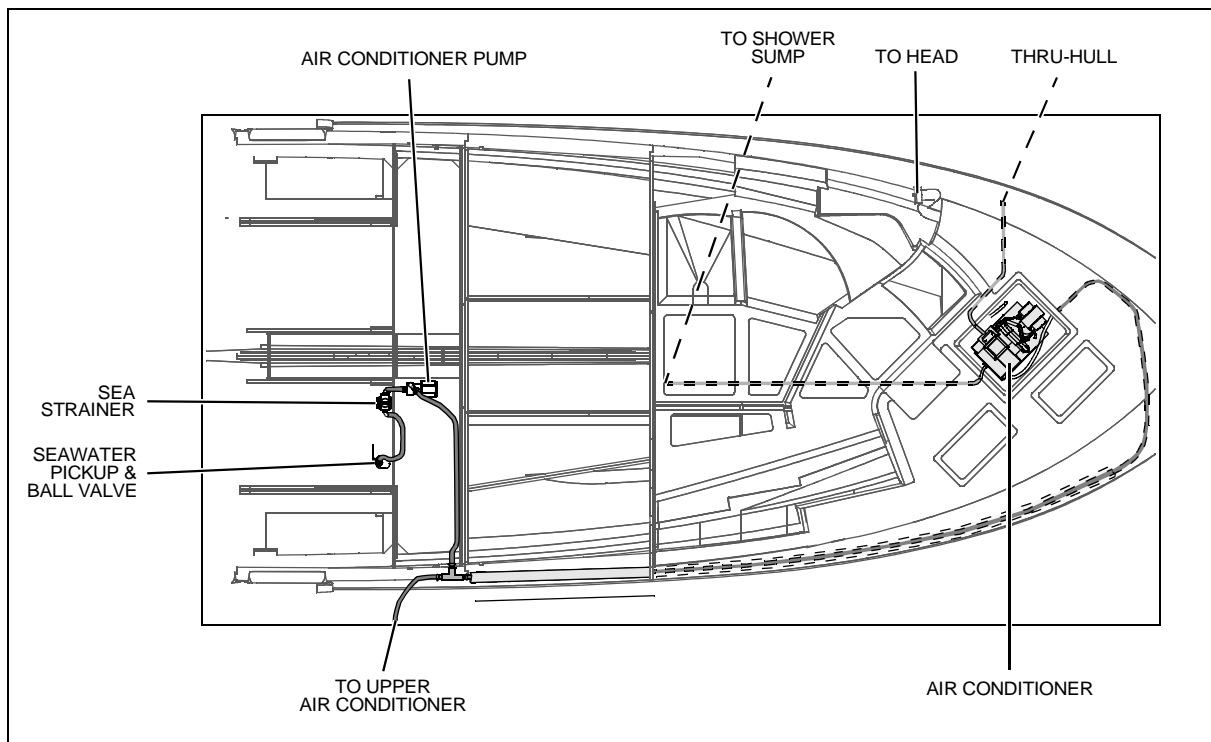 TO SHOWER
SUMP
AIR CONDITIONER PUMP
TO HEAD
THRU-HULL
SEA
STRAINER
SEAWATER
PICKUP &
BALL VALVE
TO UPPER
AIR CONDITIONER
AIR CONDITIONER